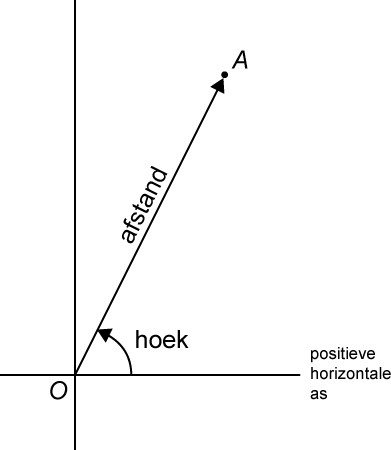 A
afstand
hoek
positieve
horizontale
as
O